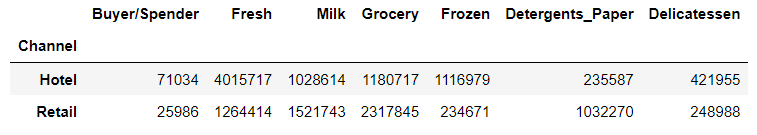 Buyer/Spender Fresh Milk Grocery Frozen Detergents_Paper Delicatessen
Channel
Hotel 71034 4015717 1028614 1180717 1116979 235587 421955
Retail 25986 1264414 1521743 2317845 234671 1032270 248988